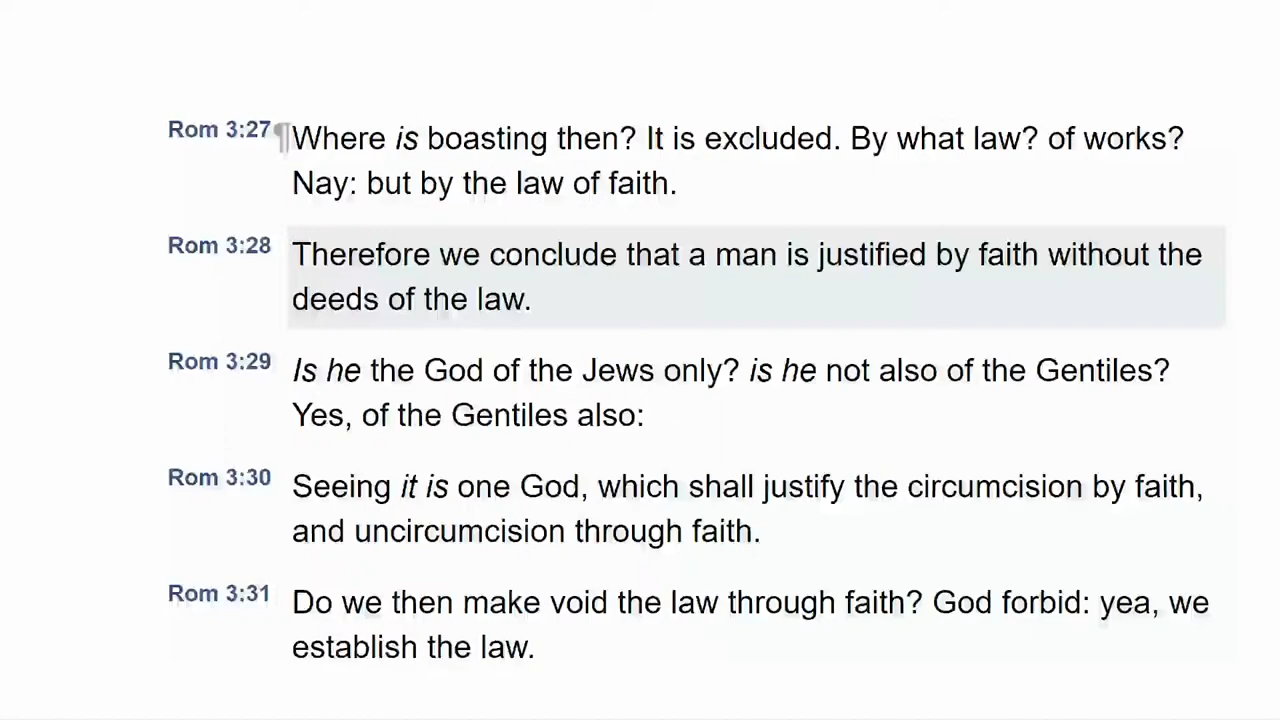 Rom 3:27 ¶Where is boasting then? It is excluded. By what law? of works?
Nay: but by the law of faith.
Rom 3:28 Therefore we conclude that a man is justified by faith without the
deeds of the law.
Rom 3:29 Is he the God of the Jews only? is he not also of the Gentiles?
Yes, of the Gentiles also:
Rom 3:30 Seeing it is one God, which shall justify the circumcision by faith,
and uncircumcision through faith.
Rom 3:31 Do we then make void the law through faith? God forbid: yea, we
establish the law.